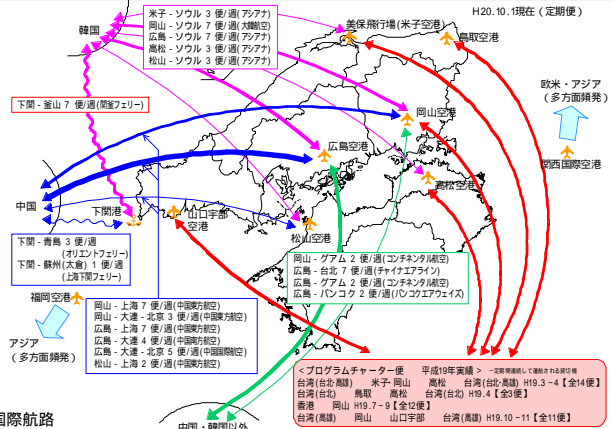 H20.10.1現在（定期便）
韓国
米子 - ソウル 3 便/週(アシアナ)
岡山 - ソウル 7 便/週(大韓航空)
広島 - ソウル 7 便/週(アシアナ)
高松 - ソウル 3 便/週(アシアナ)
松山 - ソウル 3 便/週(アシアナ)
美保飛行場(米子空港)
鳥取空港
欧米・アジア
（多方面頻発）
下関 - 釜山 7 便/週(関釜フェリー)
岡山空港
広島空港
関西国際空港
高松空港
中国
下関港
山口宇部
空港
松山空港
下関 - 青島 3 便/週
(オリエントフェリー)
下関 - 蘇州(太倉) 1 便/週
(上海下関フェリー)
岡山 - グアム 2 便/週(コンチネンタル航空)
広島 - 台北 7 便/週(チャイナエアライン)
広島 - グアム 2 便/週(コンチネンタル航空)
広島 - バンコク 2 便/週(バンコクエアウェイズ)
福岡空港
アジア
（多方面頻発）
岡山 - 上海 7 便/週(中国東方航空)
岡山 - 大連 - 北京 3 便/週(中国東方航空)
広島 - 上海 7 便/週(中国東方航空)
広島 - 大連 4 便/週(中国東方航空)
広島 - 大連 - 北京 5 便/週(中国国際航空)
松山 - 上海 2 便/週(中国東方航空)
＜プログラムチャーター便　平成19年実績＞ －定期間連続して運航される貸切機
台湾(台北・高雄)　米子 岡山　高松　台湾(台北・高雄) H19.3－4【全14便】
台湾(台北)　鳥取　高松　台湾(台北) H19.4【全3便】
香港　岡山 H19.7－9【全12便】
台湾(高雄)　岡山　山口宇部　台湾(高雄) H19.10－11【全11便】
国際航路
中国・韓国以外